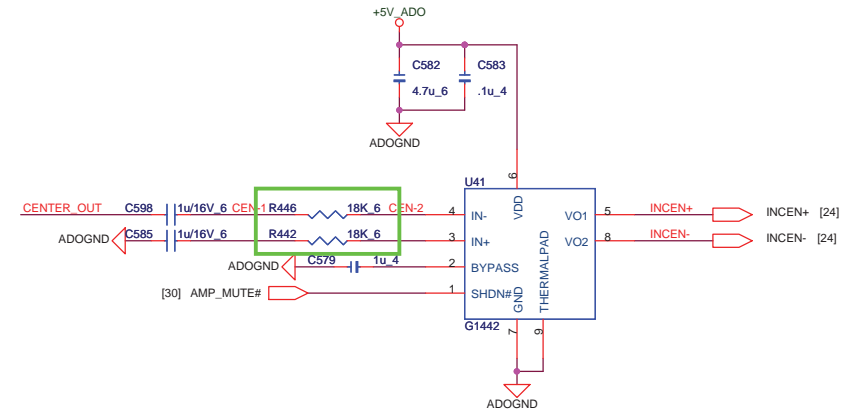 +5V_ADO
C582 C583
4.7u_6 .1u_4
ADOGND
6
U41
VDD
CENTER_OUT C598 1u/16V_6 CEN-1 R446 18K_6 CEN-2 4 IN- VO1 5 INCEN+ INCEN+ [24]
ADOGND C585 1u/16V_6 R442 18K_6 3 IN+ VO2 8 INCEN- INCEN- [24]
ADOGND C579 1u_4 2 BYPASS
[30] AMP_MUTE# 1 SHDN#
GND
THERMALPAD
G1442
7 9
ADOGND